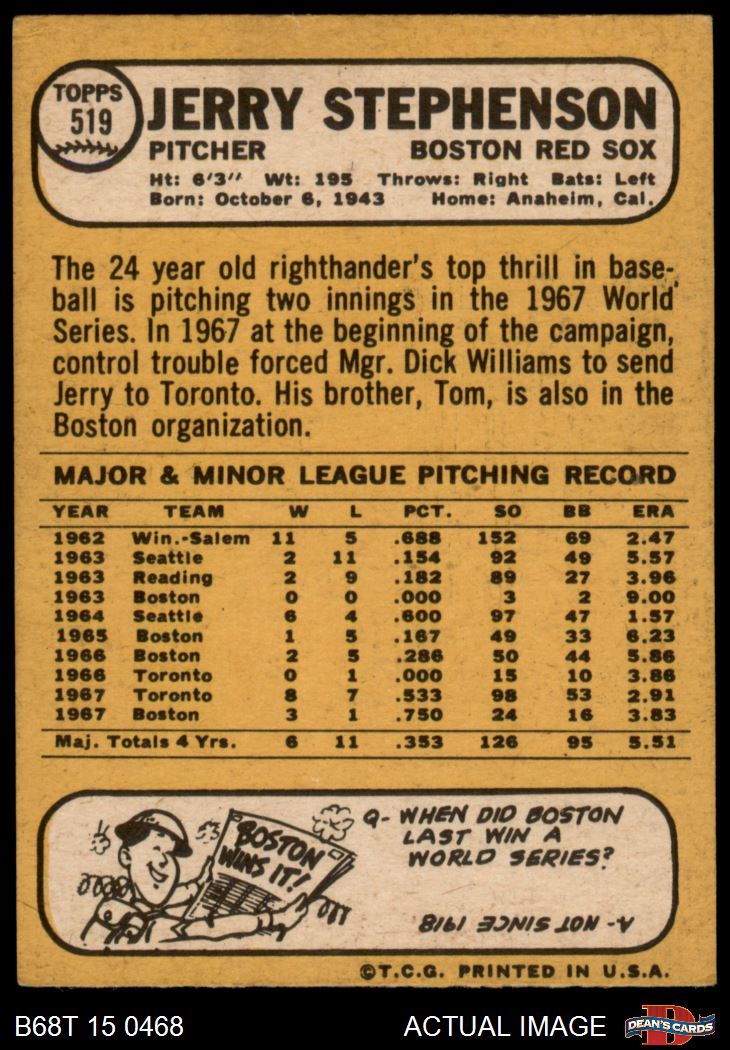 TOPPS
519
JERRY STEPHENSON
PITCHER BOSTON RED SOX
Ht: 6'3" Wt: 195 Throws: Right Bats: Left
Born: October 6, 1943 Home: Anaheim, Cal.
The 24 year old righthander's top thrill in base-
ball is pitching two innings in the 1967 World
Series. In 1967 at the beginning of the campaign,
control trouble forced Mgr. Dick Williams to send
Jerry to Toronto. His brother, Tom, is also in the
Boston organization.
MAJOR & MINOR LEAGUE PITCHING RECORD
YEAR TEAM W L PCT. SO BB ERA
1962 Win.-Salem 11 5 .688 152 69 2.47
1963 Seattle 2 11 .154 92 49 5.57
1963 Reading 2 9 .182 89 27 3.96
1963 Boston 0 0 .000 3 2 9.00
1964 Seattle 6 4 .600 97 47 1.57
1965 Boston 1 5 .167 49 33 6.23
1966 Boston 2 5 .286 50 44 5.86
1966 Toronto 0 1 .000 15 10 3.86
1967 Toronto 8 7 .533 98 53 2.91
1967 Boston 3 1 .750 24 16 3.83
Maj. Totals 4 Yrs. 6 11 .353 126 95 5.51
BOSTON
WINS IT!
Q- WHEN DID BOSTON
LAST WIN A
WORLD SERIES?
A- NOT SINCE 1918
©T.C.G. PRINTED IN U.S.A.
B68T 15 0468 ACTUAL IMAGE
D
DEAN'S CARDS